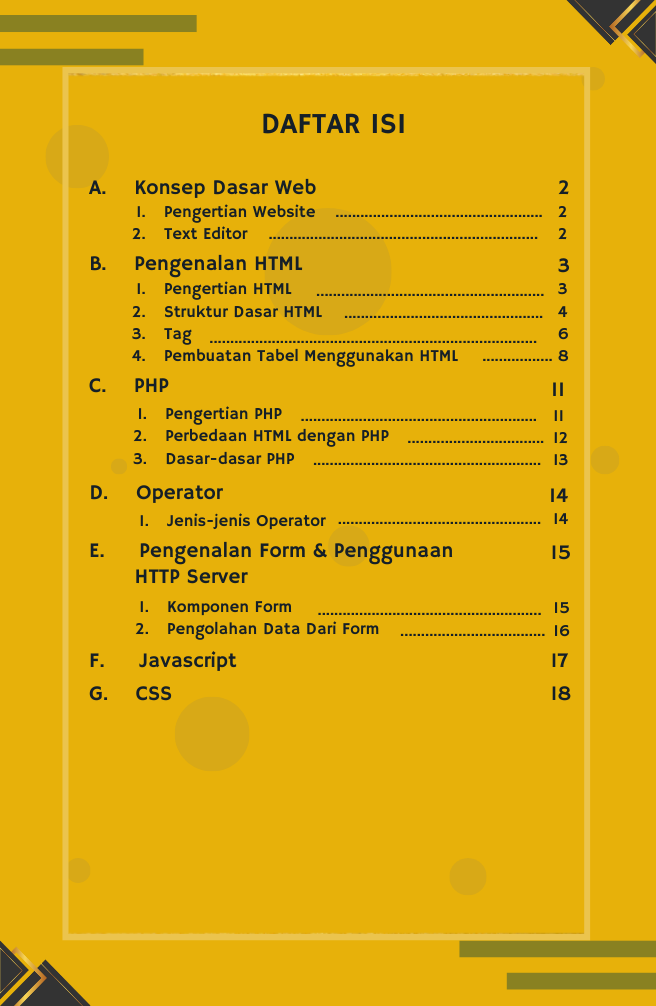 DAFTAR ISI
A. Konsep Dasar Web 2
1. Pengertian Website ........ 2
2. Text Editor ........ 2
B. Pengenalan HTML 3
1. Pengertian HTML ........ 3
2. Struktur Dasar HTML ........ 4
3. Tag ........ 6
4. Pembuatan Tabel Menggunakan HTML ........ 8
C. PHP 11
1. Pengertian PHP ........ 11
2. Perbedaan HTML dengan PHP ........ 12
3. Dasar-dasar PHP ........ 13
D. Operator 14
1. Jenis-jenis Operator ........ 14
E. Pengenalan Form & Penggunaan 15
HTTP Server
1. Komponen Form ........ 15
2. Pengolahan Data Dari Form ........ 16
F. Javascript 17
G. CSS 18